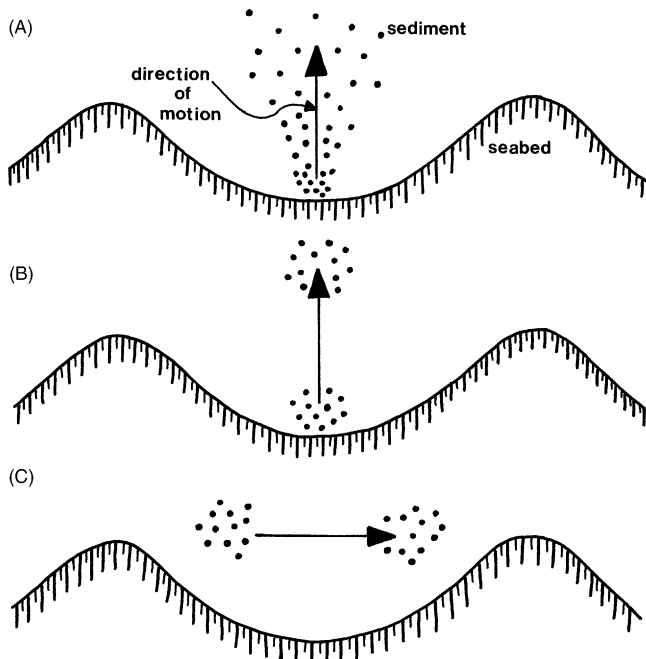 (A)
sediment
direction
of
motion
seabed
(B)
(C)